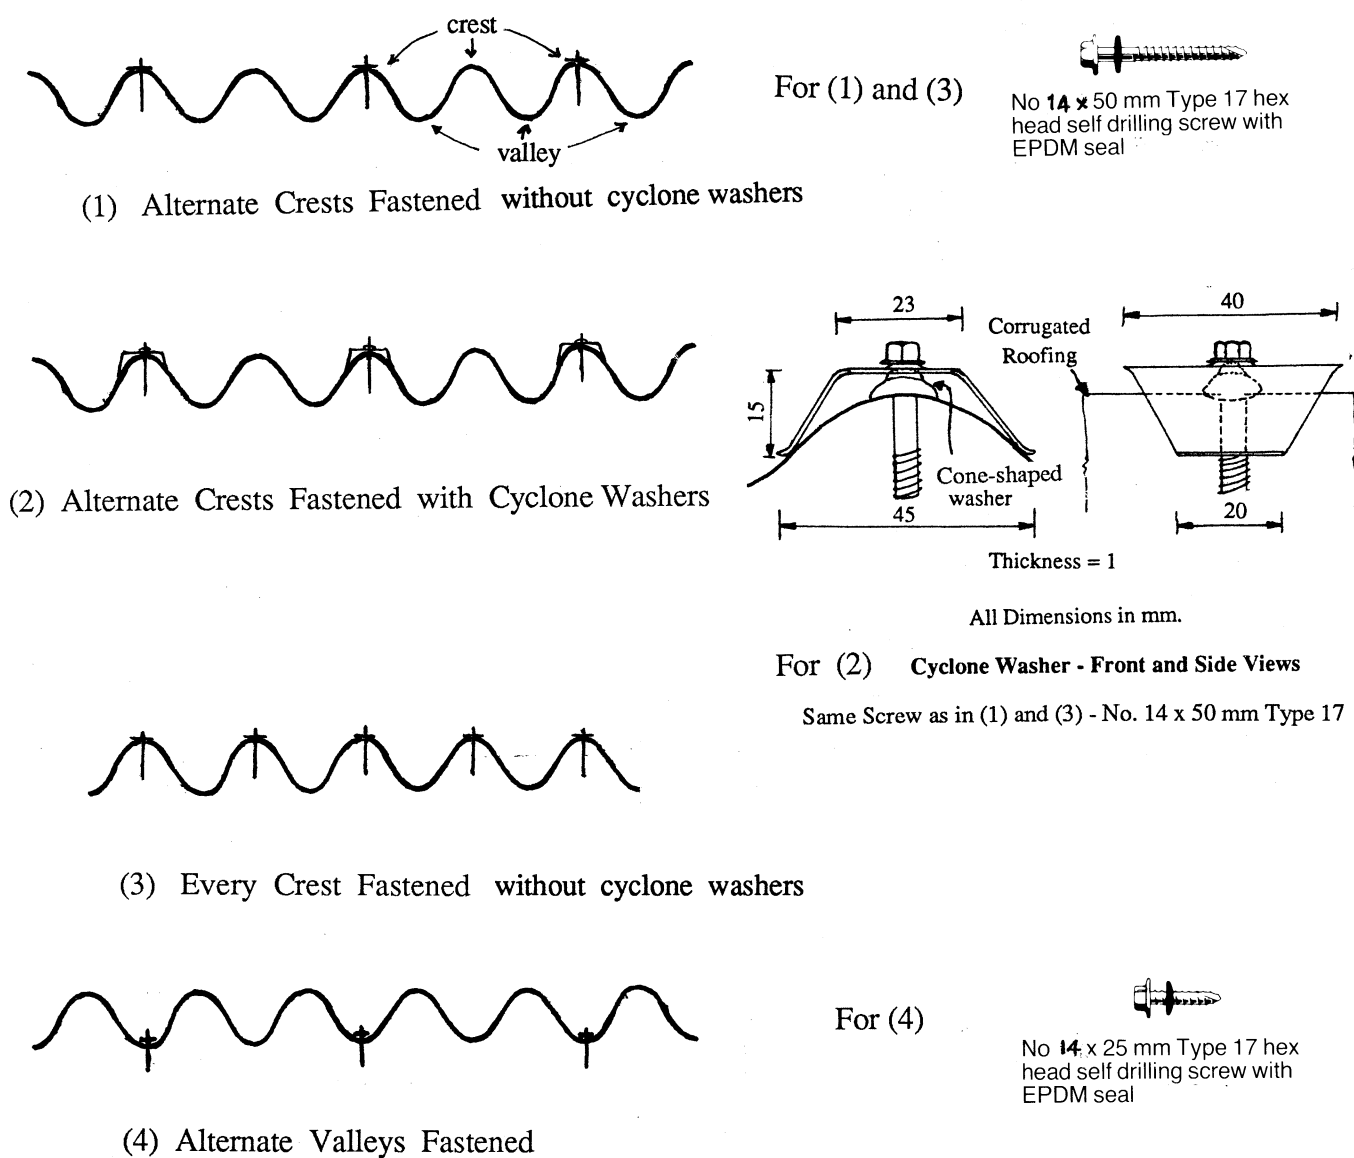 crest
valley
(1) Alternate Crests Fastened without cyclone washers
For (1) and (3)
No 14 x 50 mm Type 17 hex
head self drilling screw with
EPDM seal
(2) Alternate Crests Fastened with Cyclone Washers
23
40
Corrugated
Roofing
15
Cone-shaped
washer
45
20
Thickness = 1
All Dimensions in mm.
For (2) Cyclone Washer - Front and Side Views
Same Screw as in (1) and (3) - No. 14 x 50 mm Type 17
(3) Every Crest Fastened without cyclone washers
For (4)
No 14 x 25 mm Type 17 hex
head self drilling screw with
EPDM seal
(4) Alternate Valleys Fastened